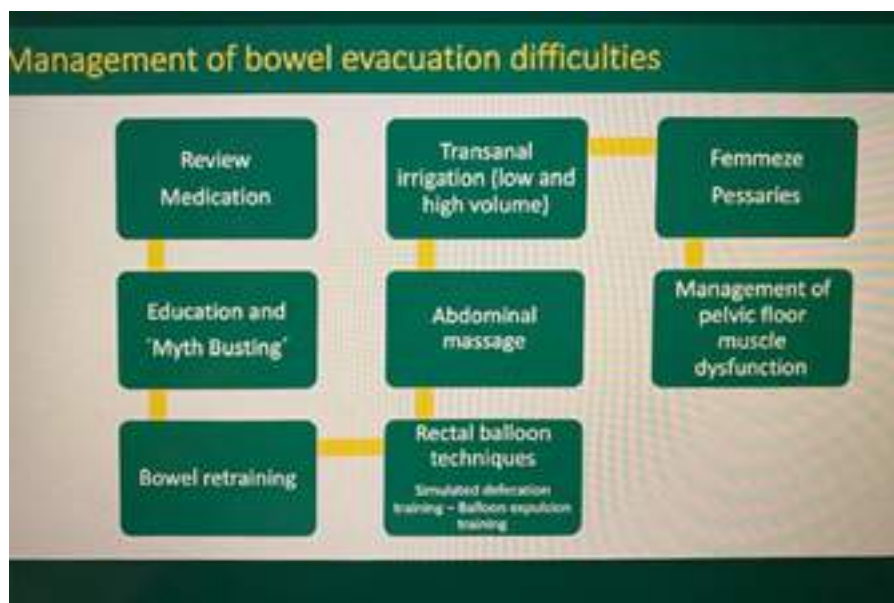 Management of bowel evacuation difficulties
Review
Medication
Education and
'Myth Busting'
Bowel retraining
Transanal
irrigation (low and
high volume)
Abdominal
massage
Rectal balloon
techniques
Simulated defecation
training – Balloon expulsion
training
Femmeze
Pessaries
Management of
pelvic floor
muscle
dysfunction